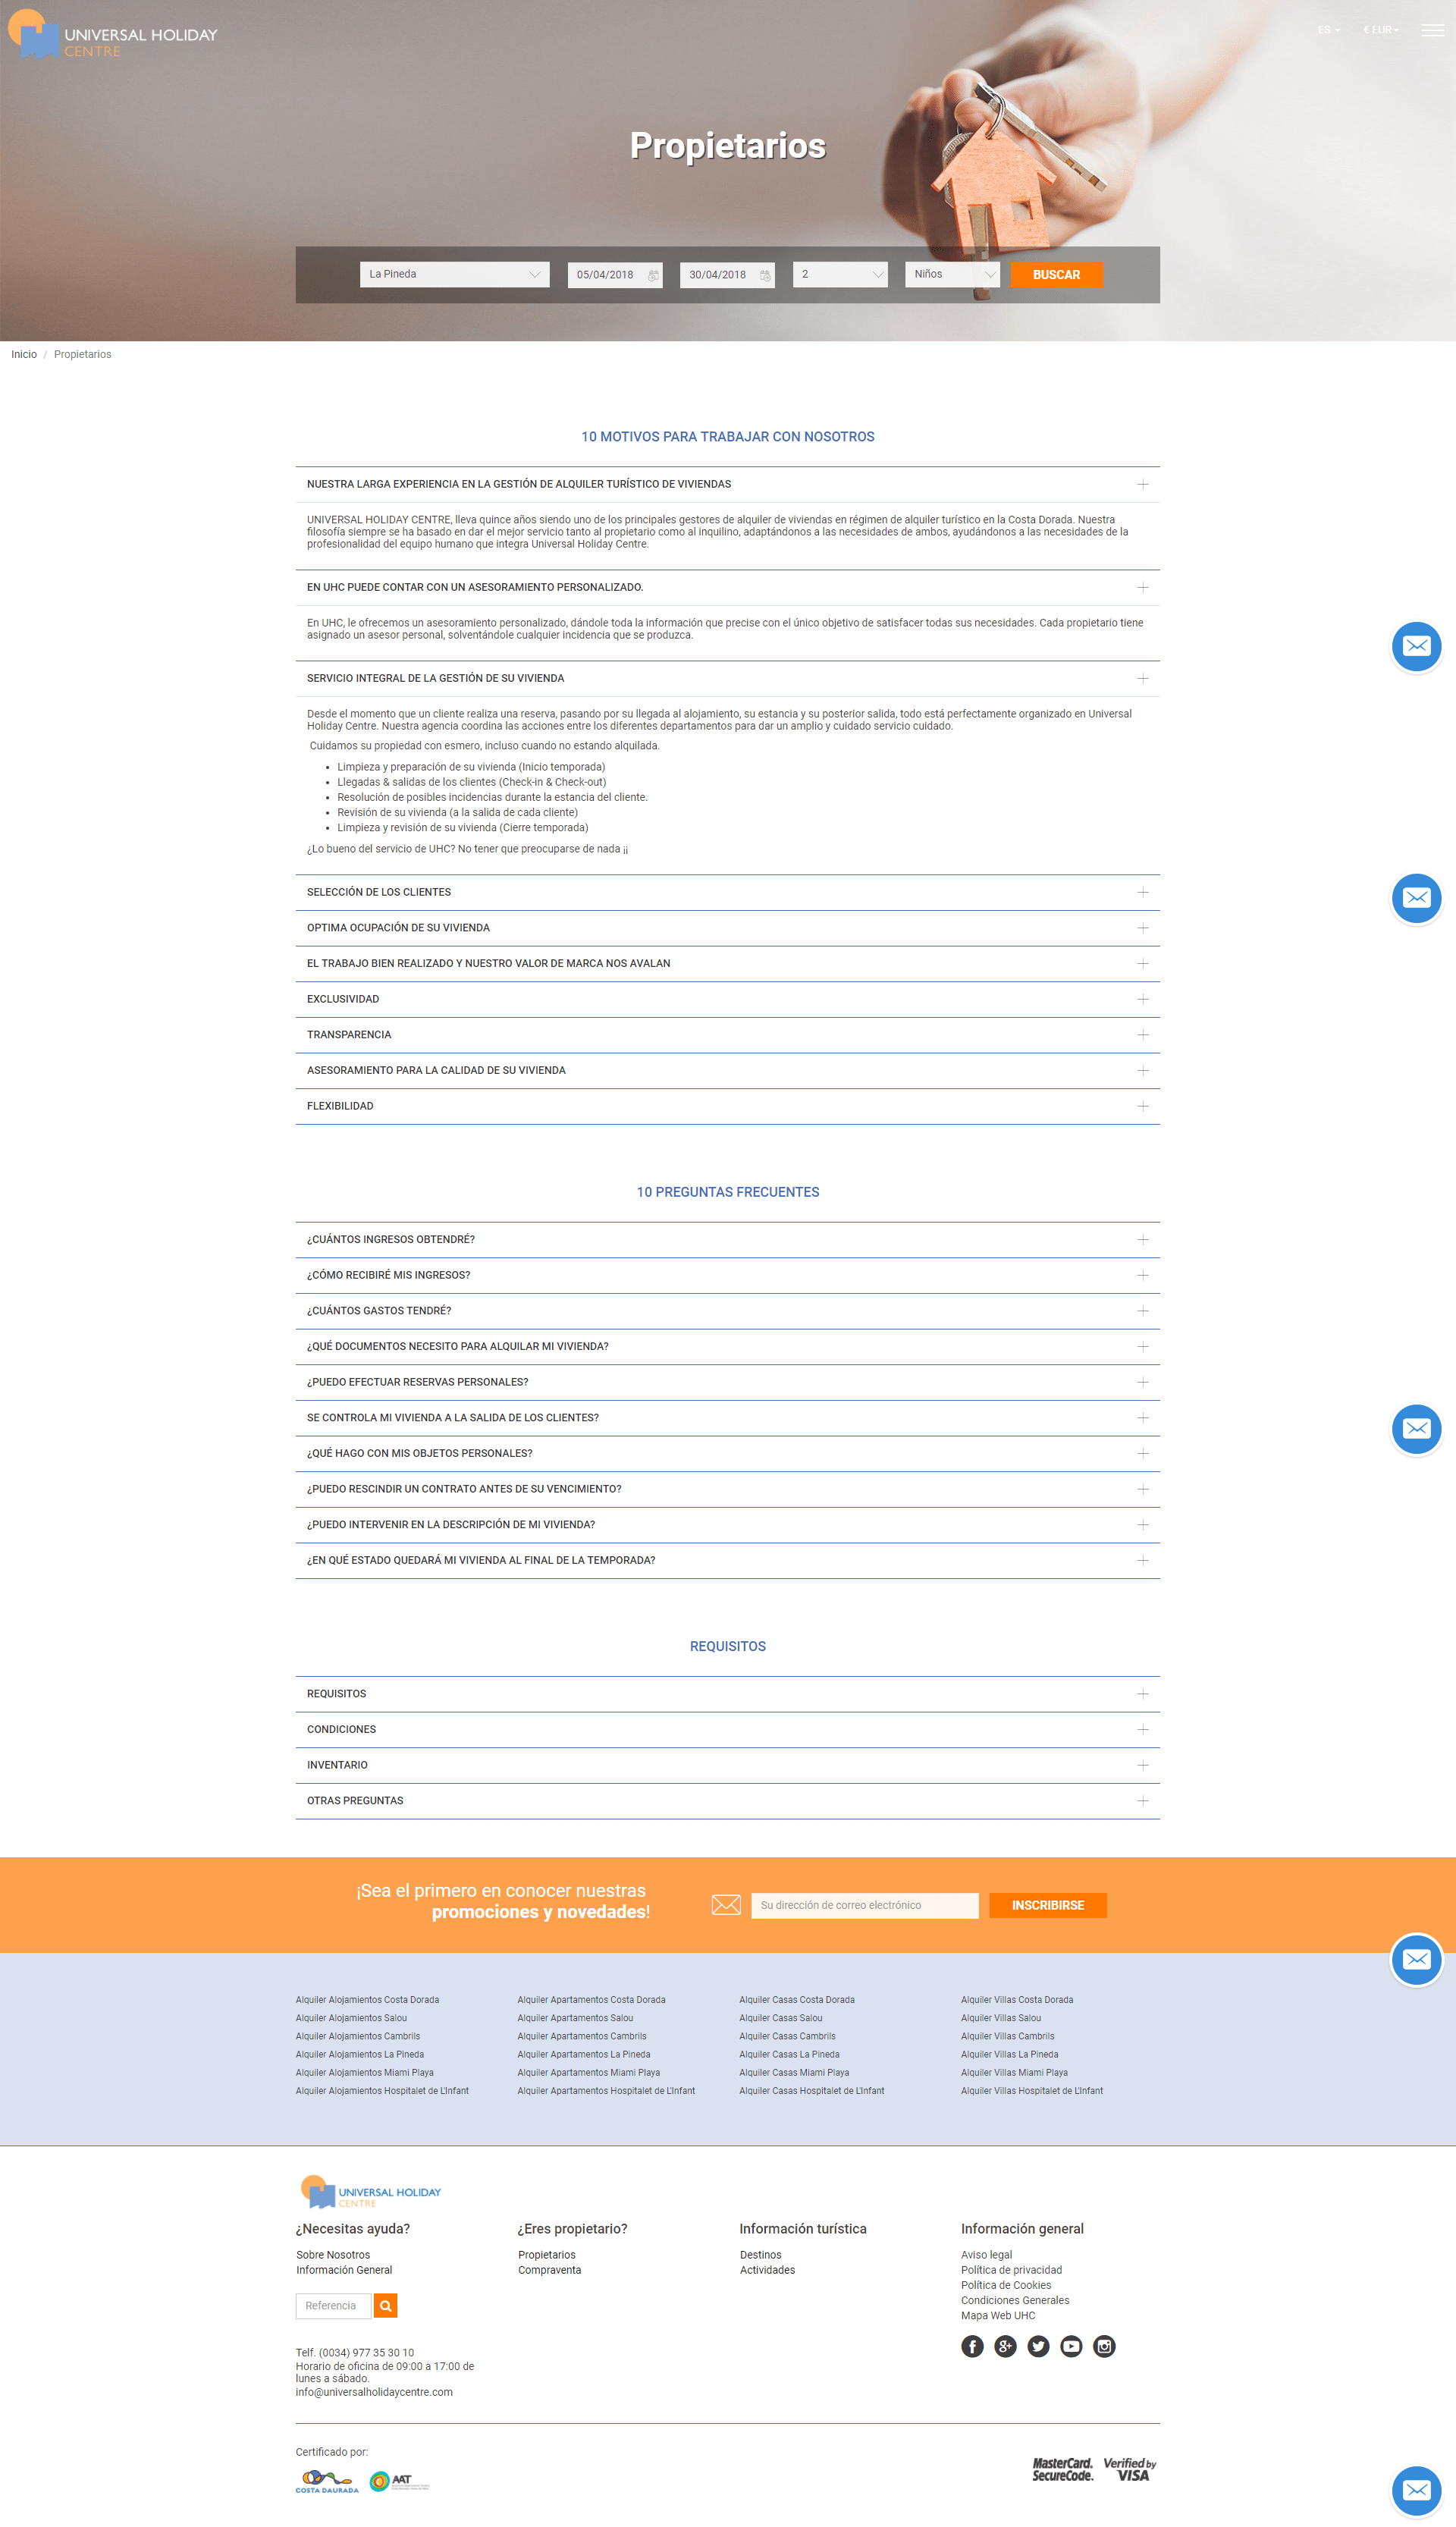 UNIVERSAL HOLIDAY
CENTRE
ES
€ EUR
Propietarios
La Pineda
05/04/2018
30/04/2018
2
Niños
BUSCAR
Inicio / Propietarios
10 MOTIVOS PARA TRABAJAR CON NOSOTROS
NUESTRA LARGA EXPERIENCIA EN LA GESTIÓN DE ALQUILER TURÍSTICO DE VIVIENDAS
UNIVERSAL HOLIDAY CENTRE, lleva quince años siendo uno de los principales gestores de alquiler de viviendas en régimen de alquiler turístico en la Costa Dorada. Nuestra
filosofía siempre se ha basado en dar el mejor servicio tanto al propietario como al inquilino, adaptándonos a las necesidades de ambos, ayudándonos a las necesidades de la
profesionalidad del equipo humano que integra Universal Holiday Centre.
EN UHC PUEDE CONTAR CON UN ASESORAMIENTO PERSONALIZADO.
En UHC, le ofrecemos un asesoramiento personalizado, dándole toda la información que precise con el único objetivo de satisfacer todas sus necesidades. Cada propietario tiene
asignado un asesor personal, solventándole cualquier incidencia que se produzca.
SERVICIO INTEGRAL DE LA GESTIÓN DE SU VIVIENDA
Desde el momento que un cliente realiza una reserva, pasando por su llegada al alojamiento, su estancia y su posterior salida, todo está perfectamente organizado en Universal
Holiday Centre. Nuestra agencia coordina las acciones entre los diferentes departamentos para dar un amplio y cuidado servicio cuidado.
Cuidamos su propiedad con esmero, incluso cuando no estando alquilada.
• Limpieza y preparación de su vivienda (Inicio temporada)
• Llegadas & salidas de los clientes (Check-in & Check-out)
• Resolución de posibles incidencias durante la estancia del cliente.
• Revisión de su vivienda (a la salida de cada cliente)
• Limpieza y revisión de su vivienda (Cierre temporada)
¿Lo bueno del servicio de UHC? No tener que preocuparse de nada ¡¡
SELECCIÓN DE LOS CLIENTES
OPTIMA OCUPACIÓN DE SU VIVIENDA
EL TRABAJO BIEN REALIZADO Y NUESTRO VALOR DE MARCA NOS AVALAN
EXCLUSIVIDAD
TRANSPARENCIA
ASESORAMIENTO PARA LA CALIDAD DE SU VIVIENDA
FLEXIBILIDAD
10 PREGUNTAS FRECUENTES
¿CUÁNTOS INGRESOS OBTENDRÉ?
¿CÓMO RECIBIRÉ MIS INGRESOS?
¿CUÁNTOS GASTOS TENDRÉ?
¿QUÉ DOCUMENTOS NECESITO PARA ALQUILAR MI VIVIENDA?
¿PUEDO EFECTUAR RESERVAS PERSONALES?
SE CONTROLA MI VIVIENDA A LA SALIDA DE LOS CLIENTES?
¿QUÉ HAGO CON MIS OBJETOS PERSONALES?
¿PUEDO RESCINDIR UN CONTRATO ANTES DE SU VENCIMIENTO?
¿PUEDO INTERVENIR EN LA DESCRIPCIÓN DE MI VIVIENDA?
¿EN QUÉ ESTADO QUEDARÁ MI VIVIENDA AL FINAL DE LA TEMPORADA?
REQUISITOS
REQUISITOS
CONDICIONES
INVENTARIO
OTRAS PREGUNTAS
¡Sea el primero en conocer nuestras
promociones y novedades!
Su dirección de correo electrónico
INSCRIBIRSE
Alquiler Alojamientos Costa Dorada
Alquiler Alojamientos Salou
Alquiler Alojamientos Cambrils
Alquiler Alojamientos La Pineda
Alquiler Alojamientos Miami Playa
Alquiler Alojamientos Hospitalet de L'Infant
Alquiler Apartamentos Costa Dorada
Alquiler Apartamentos Salou
Alquiler Apartamentos Cambrils
Alquiler Apartamentos La Pineda
Alquiler Apartamentos Miami Playa
Alquiler Apartamentos Hospitalet de L'Infant
Alquiler Casas Costa Dorada
Alquiler Casas Salou
Alquiler Casas Cambrils
Alquiler Casas La Pineda
Alquiler Casas Miami Playa
Alquiler Casas Hospitalet de L'Infant
Alquiler Villas Costa Dorada
Alquiler Villas Salou
Alquiler Villas Cambrils
Alquiler Villas La Pineda
Alquiler Villas Miami Playa
Alquiler Villas Hospitalet de L'Infant
UNIVERSAL HOLIDAY
CENTRE
¿Necesitas ayuda?
Sobre Nosotros
Información General
Referencia
Telf. (0034) 977 35 30 10
Horario de oficina de 09:00 a 17:00 de
lunes a sábado.
info@universalholidaycentre.com
¿Eres propietario?
Propietarios
Compraventa
Información turística
Destinos
Actividades
Información general
Aviso legal
Política de privacidad
Política de Cookies
Condiciones Generales
Mapa Web UHC
Certificado por:
COSTA DAURADA
AAT
MasterCard.
SecureCode.
Verified by
VISA